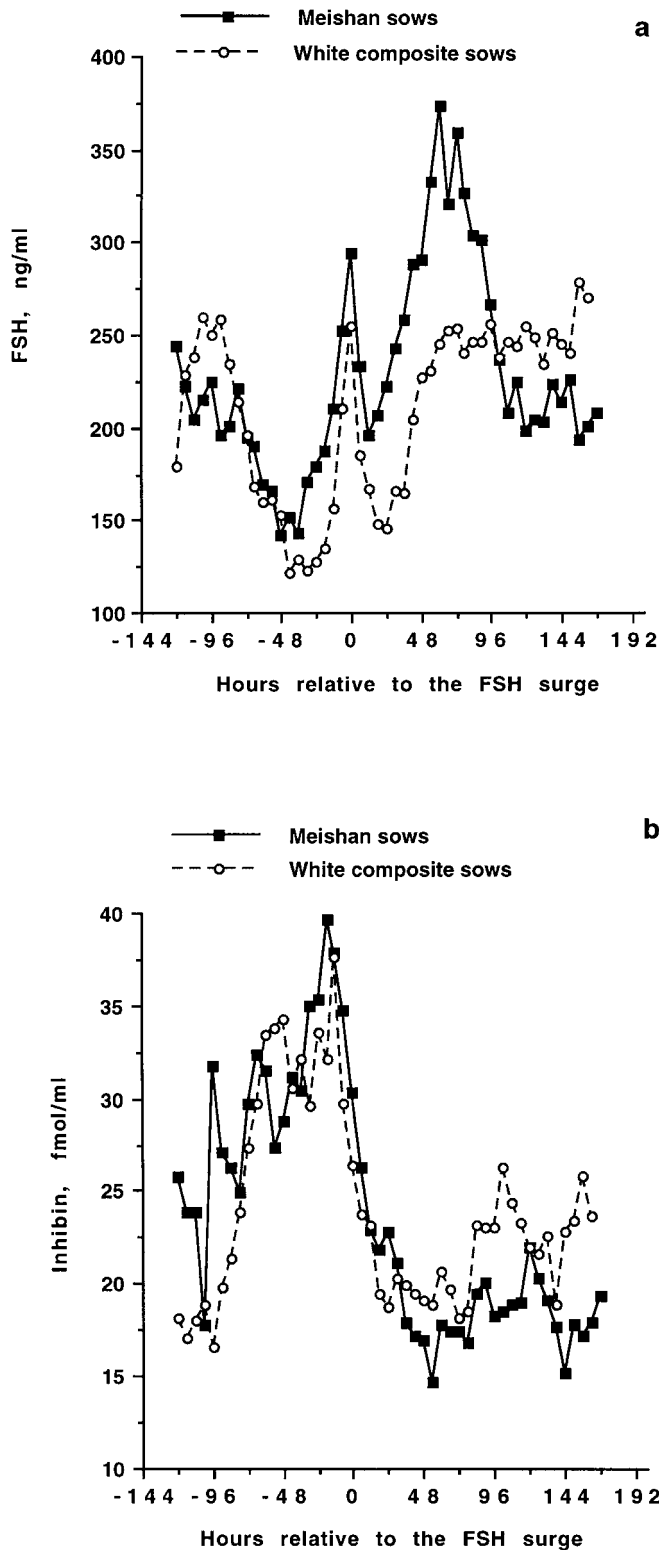 Meishan sows
a
White composite sows
400
350
300
250
200
150
100
FSH, ng/ml
-144 -96 -48 0 48 96 144 192
Hours relative to the FSH surge
b
Meishan sows
White composite sows
40
35
30
25
20
15
10
Inhibin, fmol/ml
-144 -96 -48 0 48 96 144 192
Hours relative to the FSH surge